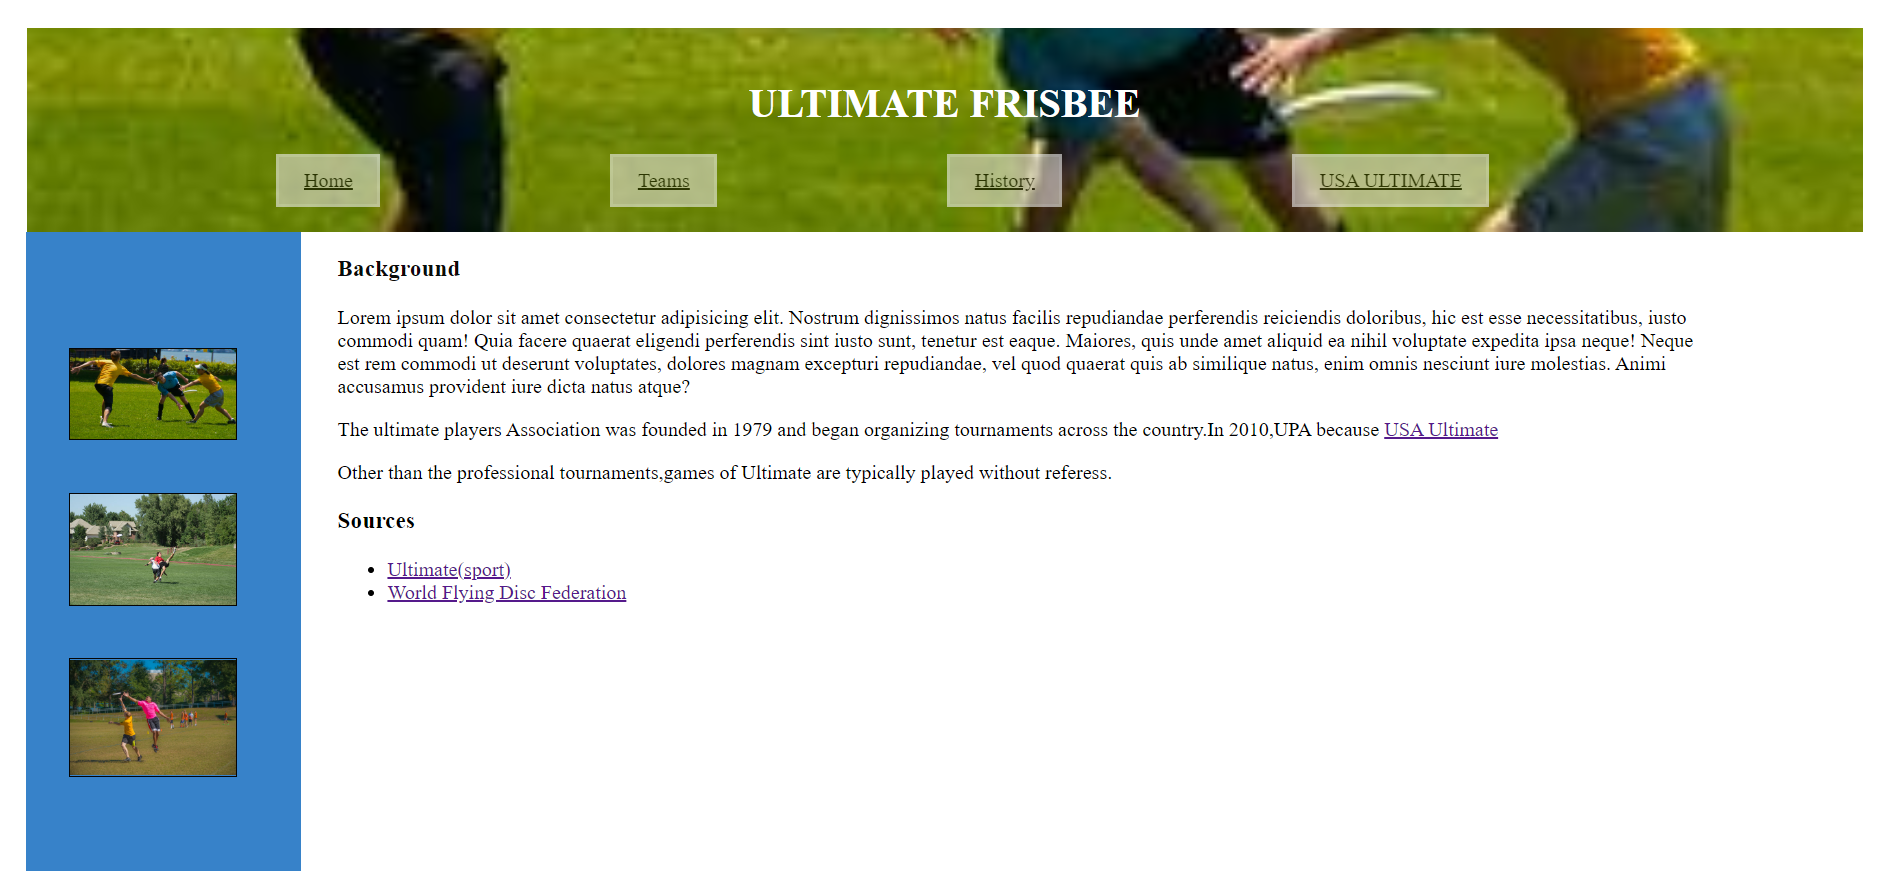 ULTIMATE FRISBEE
Home
Teams
History
USA ULTIMATE
Background
Lorem ipsum dolor sit amet consectetur adipisicing elit. Nostrum dignissimos natus facilis repudiandae perferendis reiciendis doloribus, hic est esse necessitatibus, iusto
commodi quam! Quia facere quaerat eligendi perferendis sint iusto sunt, tenetur est eaque. Maiores, quis unde amet aliquid ea nihil voluptate expedita ipsa neque! Neque
est rem commodi ut deserunt voluptates, dolores magnam excepturi repudiandae, vel quod quaerat quis ab similique natus, enim omnis nesciunt iure molestias. Animi
accusamus provident iure dicta natus atque?
The ultimate players Association was founded in 1979 and began organizing tournaments across the country.In 2010,UPA because USA Ultimate
Other than the professional tournaments,games of Ultimate are typically played without referess.
Sources
• Ultimate(sport)
• World Flying Disc Federation